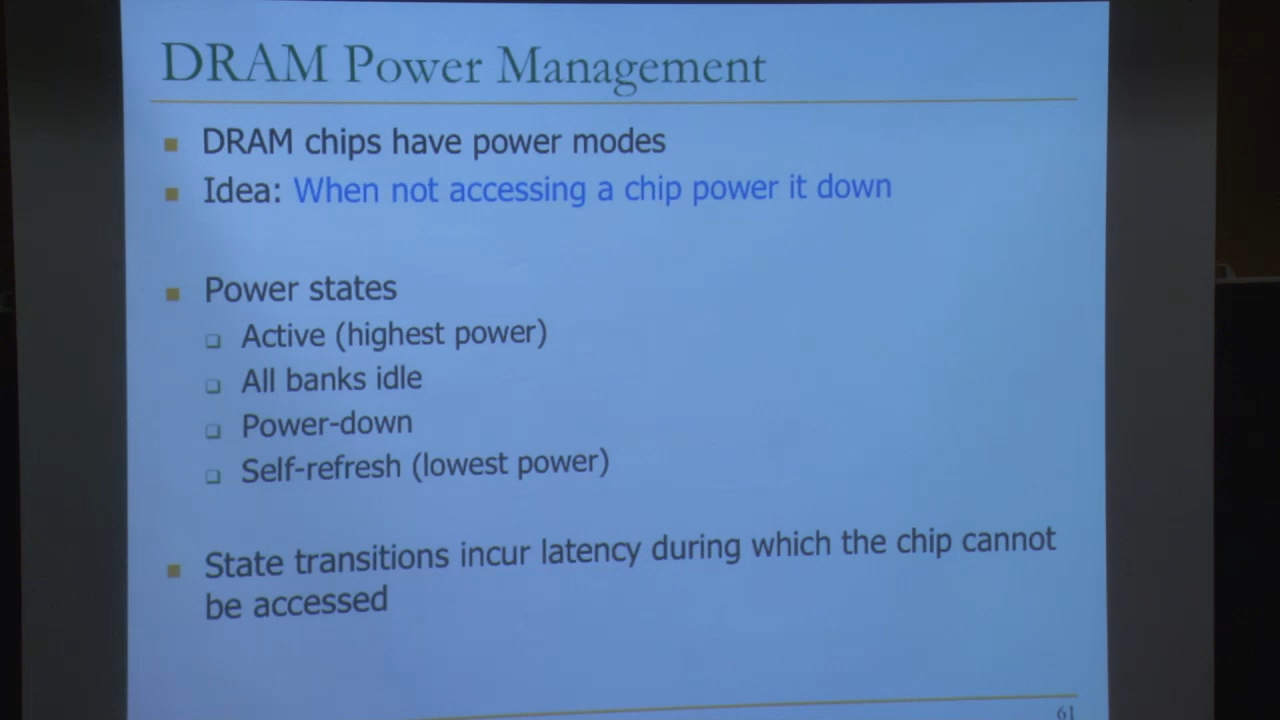 DRAM Power Management
DRAM chips have power modes
Idea: When not accessing a chip power it down
Power states
Active (highest power)
All banks idle
Power-down
Self-refresh (lowest power)
State transitions incur latency during which the chip cannot
be accessed
61